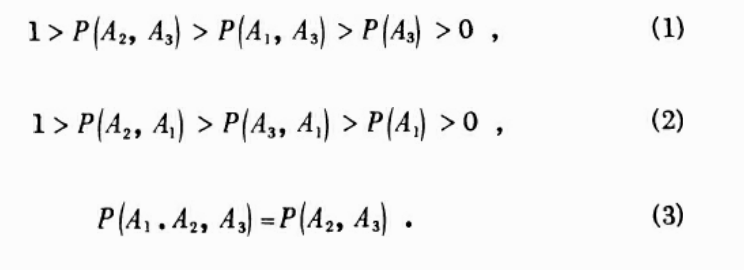 1 > P(A₂, A₃) > P(A₁, A₃) > P(A₃) > 0 , (1)
1 > P(A₂, A₁) > P(A₃, A₁) > P(A₁) > 0 , (2)
P(A₁ . A₂, A₃) = P(A₂, A₃) . (3)